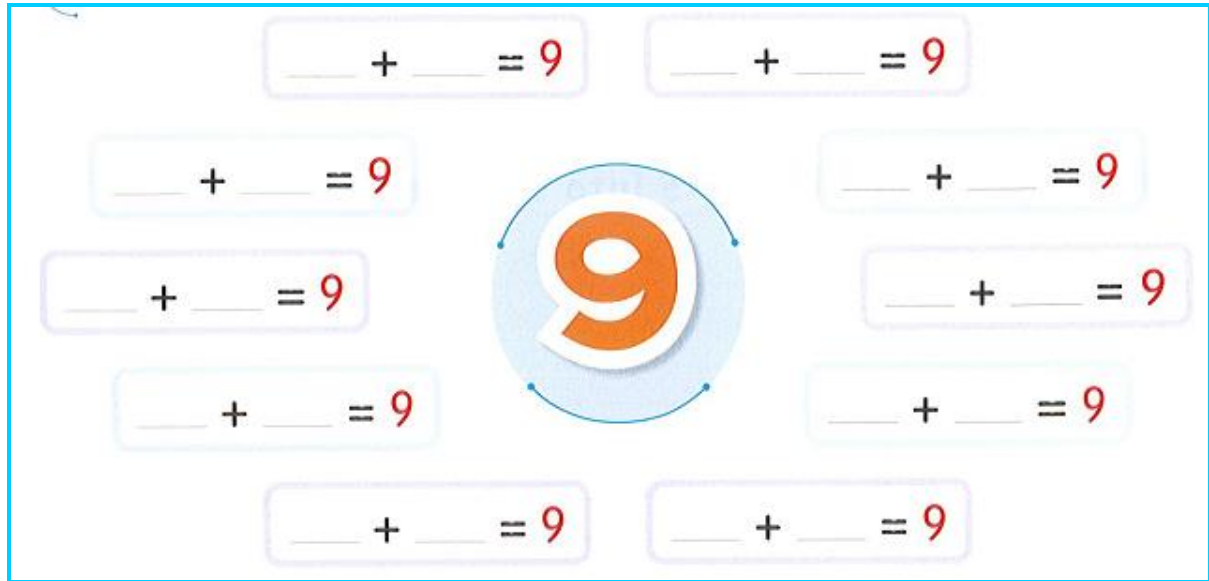 ___ + ___ = 9 ___ + ___ = 9
___ + ___ = 9 ___ + ___ = 9
9
___ + ___ = 9 ___ + ___ = 9
___ + ___ = 9 ___ + ___ = 9
___ + ___ = 9 ___ + ___ = 9